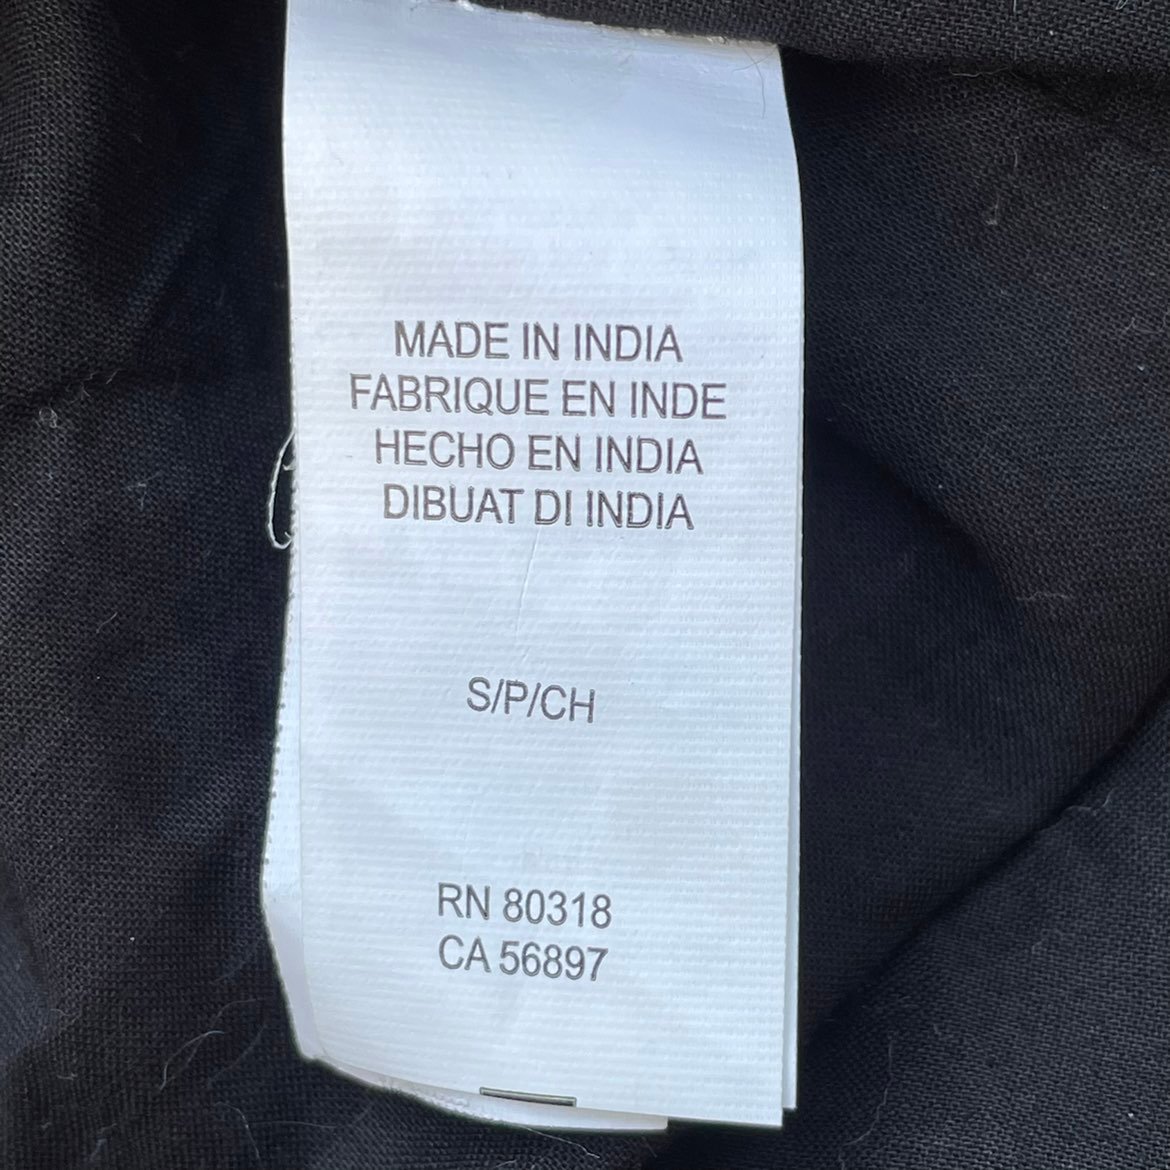 MADE IN INDIA
FABRIQUE EN INDE
HECHO EN INDIA
DIBUAT DI INDIA
S/P/CH
RN 80318
CA 56897